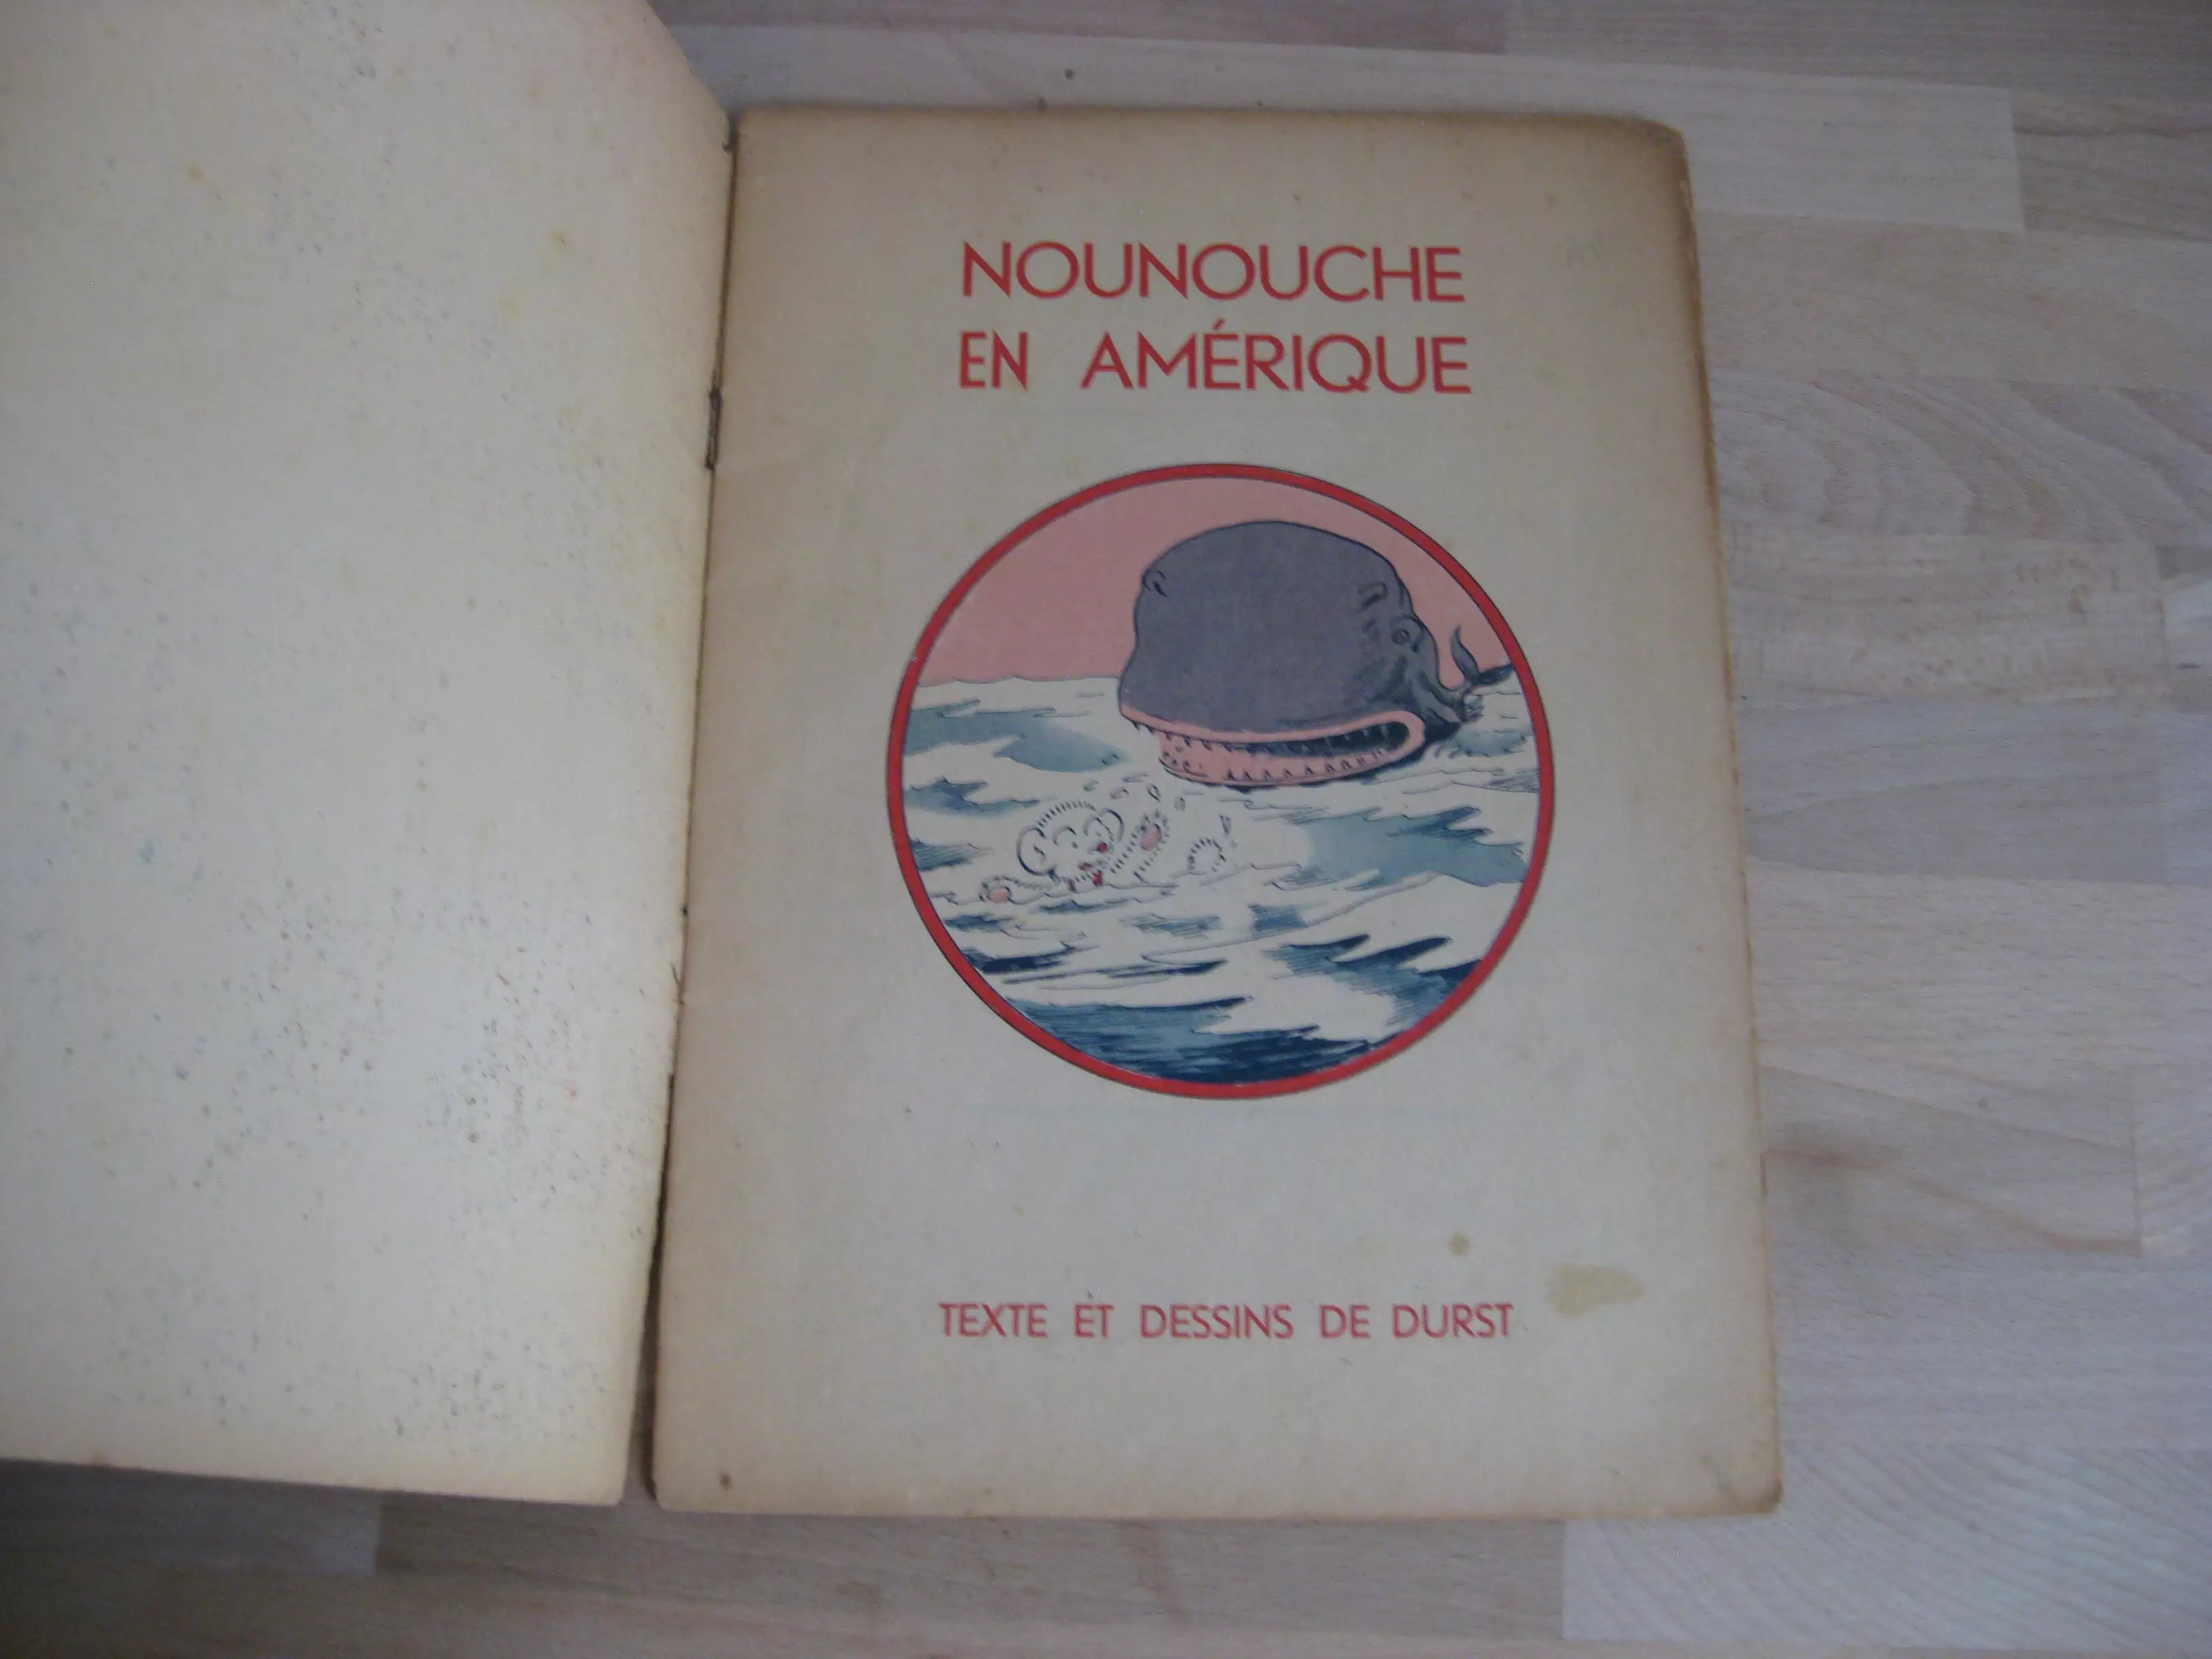 NOUNOUCHE
EN AMÉRIQUE
TEXTE ET DESSINS DE DURST